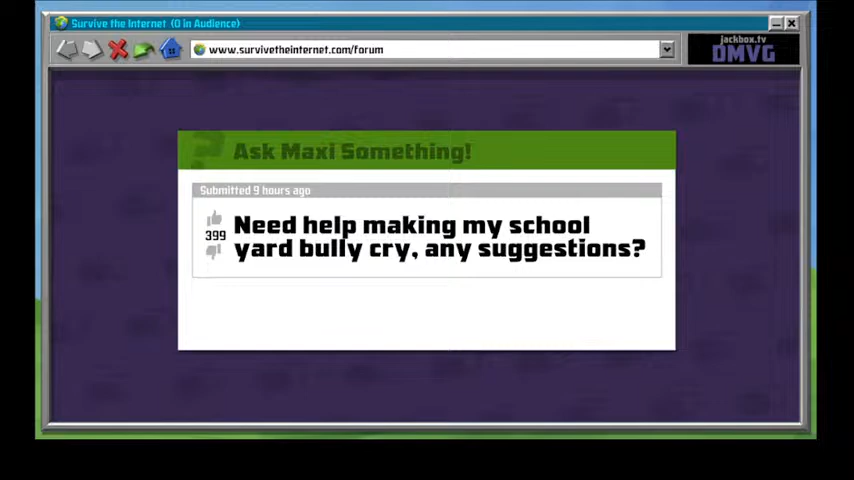 Survive the Internet (0 in Audience)
www.survivetheinternet.com/forum
jackbox.tv
DMVG
Ask Maxi Something!
Submitted 9 hours ago
399
Need help making my school
yard bully cry, any suggestions?